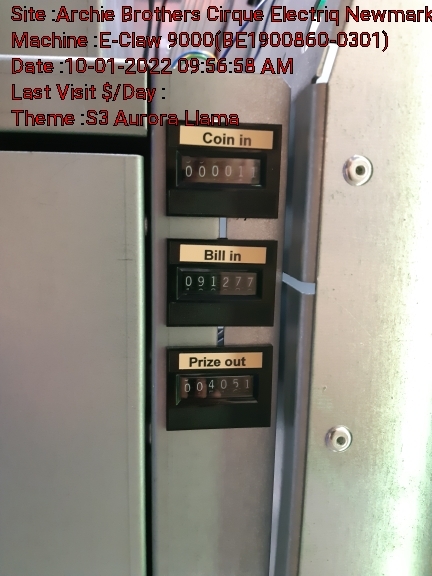 Site :Archie Brothers Cirque Electriq Newmark
Machine :E-Claw 9000(BE1900860-0301)
Date :10-01-2022 09:56:58 AM
Last Visit $/Day :
Theme :S3 Aurora Llama
Coin in
000011
Bill in
091277
Prize out
004051